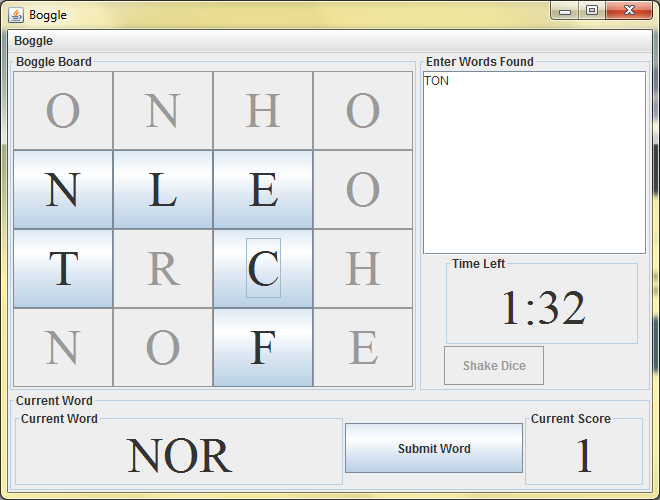 Boggle
Boggle
Boggle Board
Enter Words Found
O N H O
TON
N L E O
T R C H
Time Left
1:32
N O F E
Shake Dice
Current Word
Current Word
Current Score
NOR
Submit Word
1